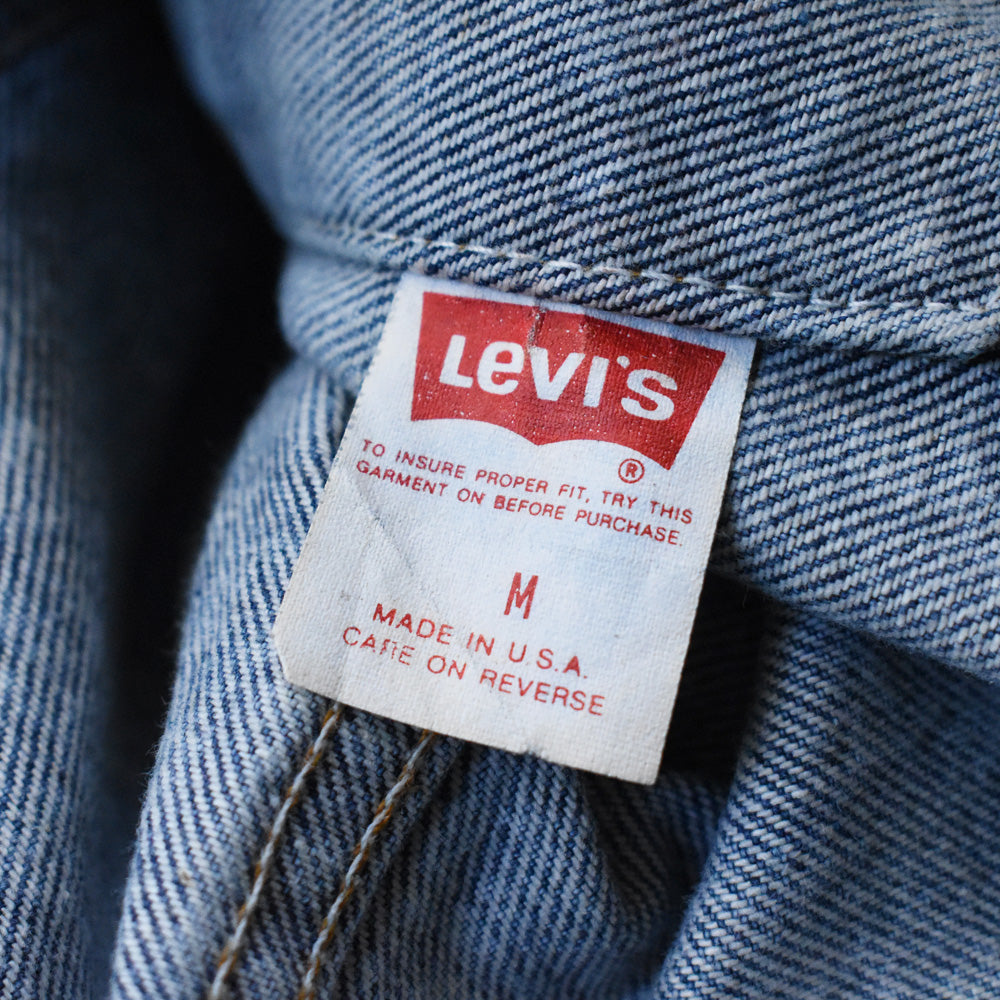 Levi's
®
TO INSURE PROPER FIT, TRY THIS
GARMENT ON BEFORE PURCHASE.
M
MADE IN U.S.A.
CARE ON REVERSE